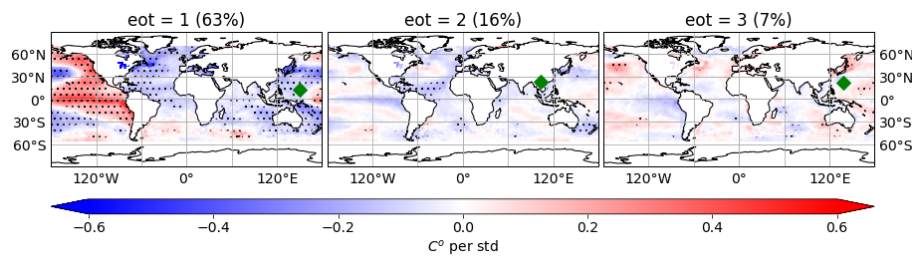 eot = 1 (63%) eot = 2 (16%) eot = 3 (7%)
60°N 60°N
30°N 30°N
0° 0°
30°S 30°S
60°S 60°S
120°W 0° 120°E 120°W 0° 120°E 120°W 0° 120°E
−0.6 −0.4 −0.2 0.0 0.2 0.4 0.6
C° per std